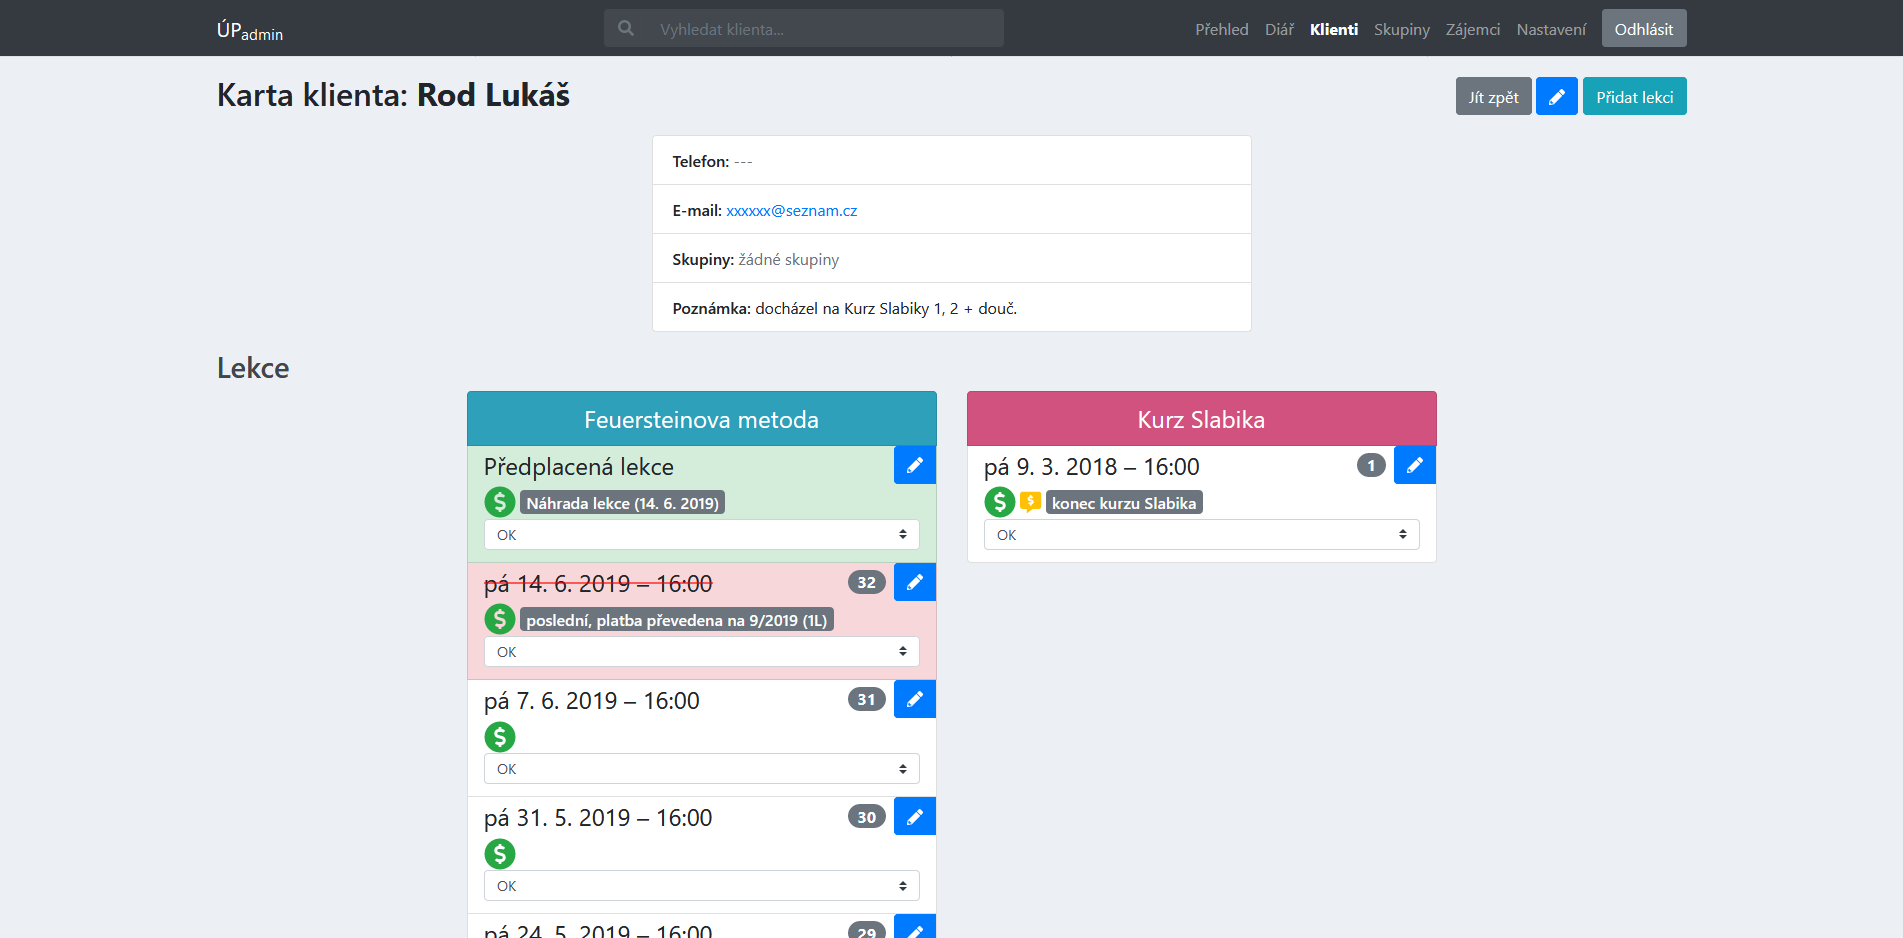 ÚPadmin
Vyhledat klienta...
Přehled Diář Klienti Skupiny Zájemci Nastavení Odhlásit
Karta klienta: Rod Lukáš
Jít zpět Přidat lekci
Telefon: ---
E-mail: xxxxxx@seznam.cz
Skupiny: žádné skupiny
Poznámka: docházel na Kurz Slabiky 1, 2 + douč.
Lekce
Feuersteinova metoda
Předplacená lekce
Náhrada lekce (14. 6. 2019)
OK
pá 14. 6. 2019 – 16:00 32
poslední, platba převedena na 9/2019 (1L)
OK
pá 7. 6. 2019 – 16:00 31
OK
pá 31. 5. 2019 – 16:00 30
OK
pá 24. 5. 2019 – 16:00 29
Kurz Slabika
pá 9. 3. 2018 – 16:00 1
konec kurzu Slabika
OK